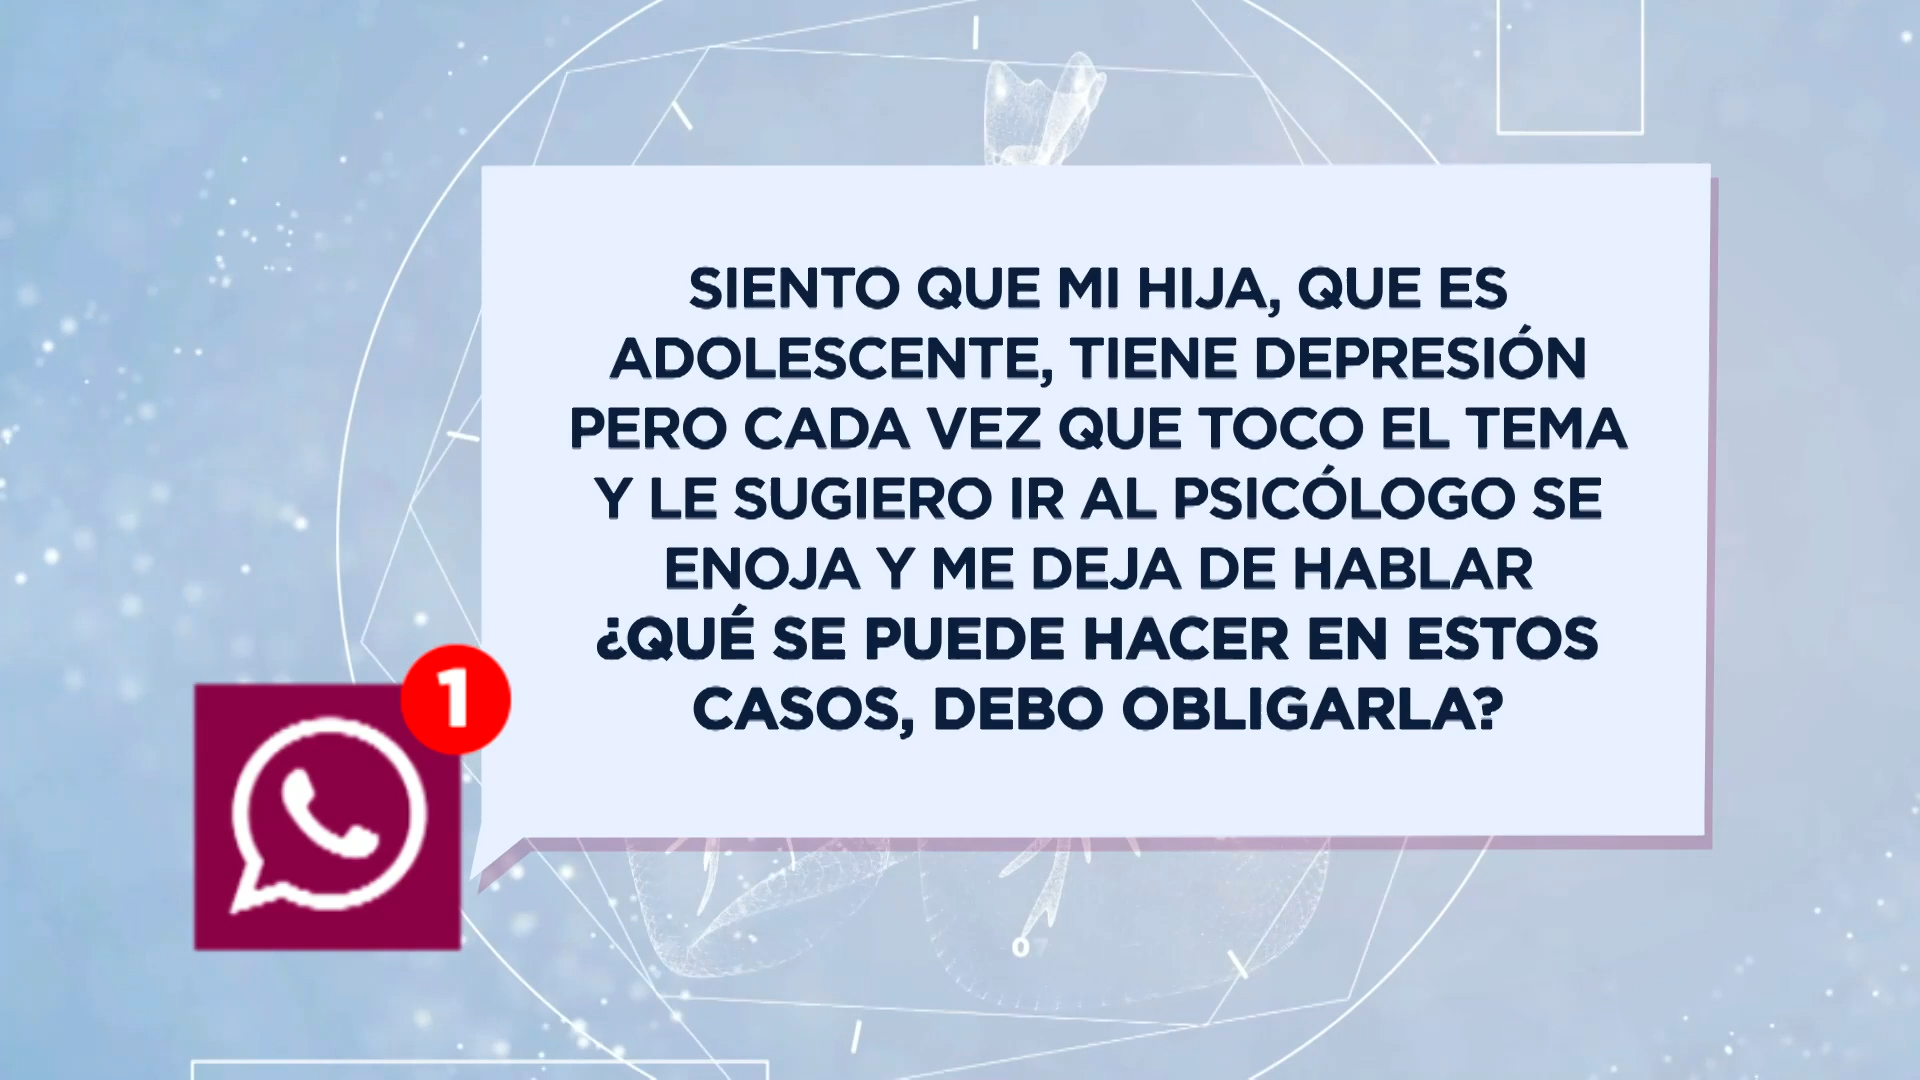 SIENTO QUE MI HIJA, QUE ES
ADOLESCENTE, TIENE DEPRESIÓN
PERO CADA VEZ QUE TOCO EL TEMA
Y LE SUGIERO IR AL PSICÓLOGO SE
ENOJA Y ME DEJA DE HABLAR
¿QUÉ SE PUEDE HACER EN ESTOS
CASOS, DEBO OBLIGARLA?
1